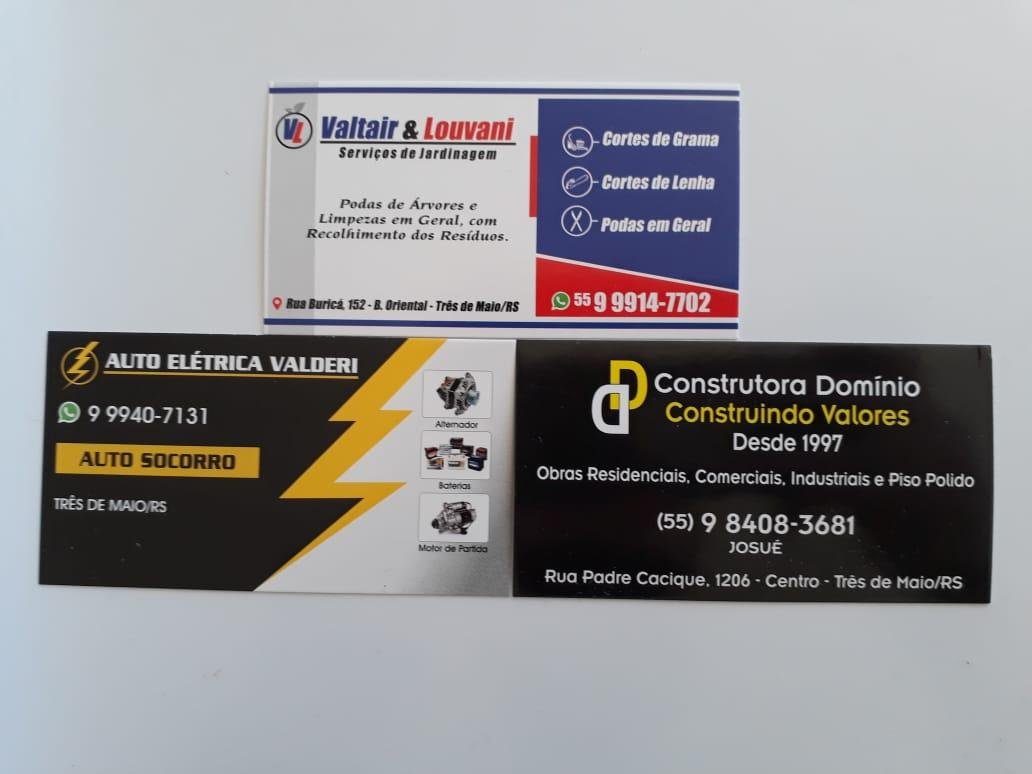 VL Valtair & Louvani
Serviços de Jardinagem
Podas de Árvores e
Limpezas em Geral, com
Recolhimento dos Resíduos.
Rua Buricá, 152 - B. Oriental - Três de Maio/RS
Cortes de Grama
Cortes de Lenha
Podas em Geral
55 9 9914-7702
AUTO ELÉTRICA VALDERI
9 9940-7131
AUTO SOCORRO
TRÊS DE MAIO/RS
Alternador
Baterias
Motor de Partida
dD Construtora Domínio
Construindo Valores
Desde 1997
Obras Residenciais, Comerciais, Industriais e Piso Polido
(55) 9 8408-3681
JOSUÉ
Rua Padre Cacique, 1206 - Centro - Três de Maio/RS